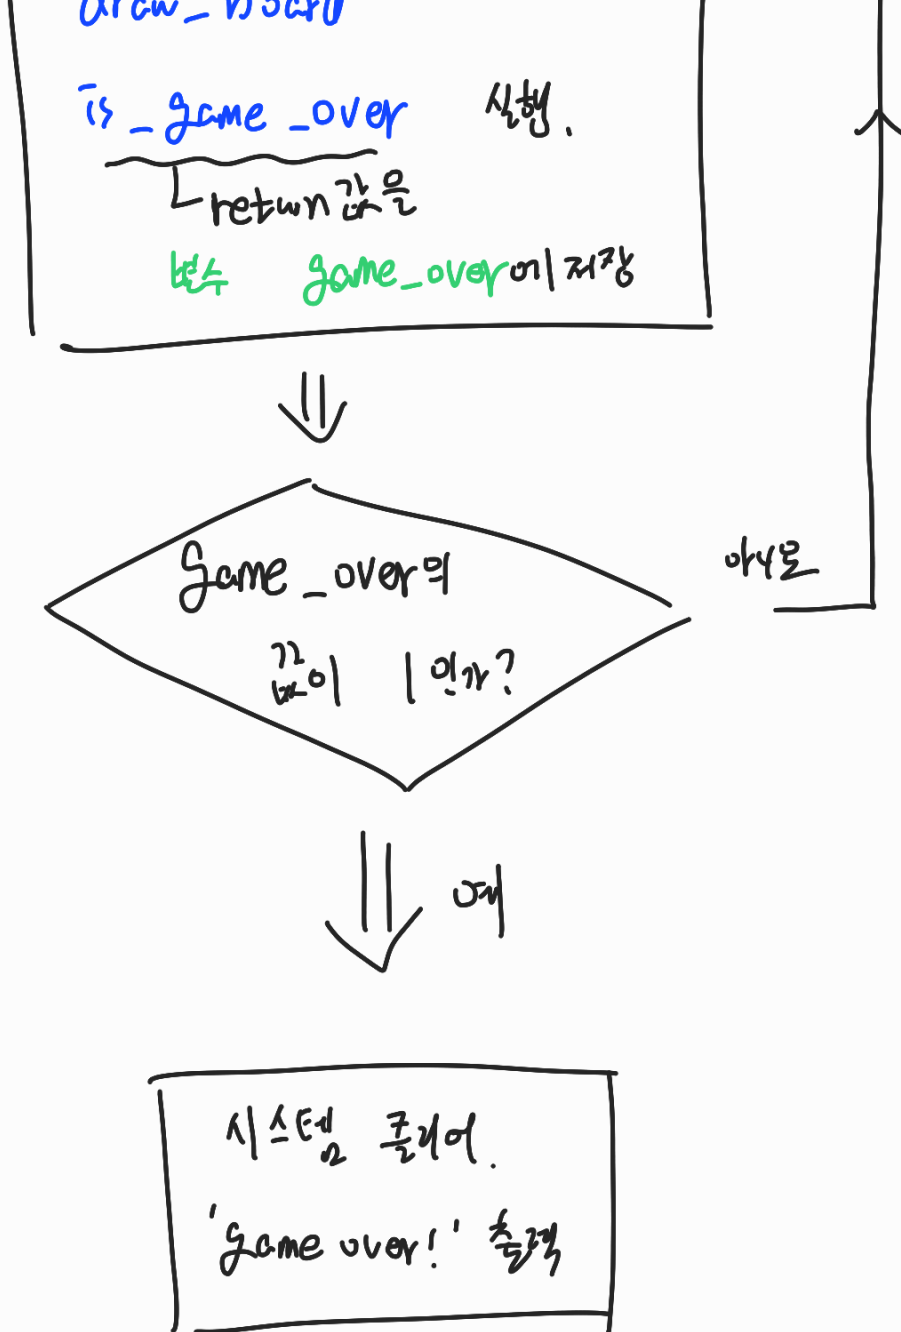 draw_board
is_game_over 실행.
return값을
변수 game_over에 저장
game_over의
값이 1인가?
아니오
예
시스템 클리어.
'game over!' 출력